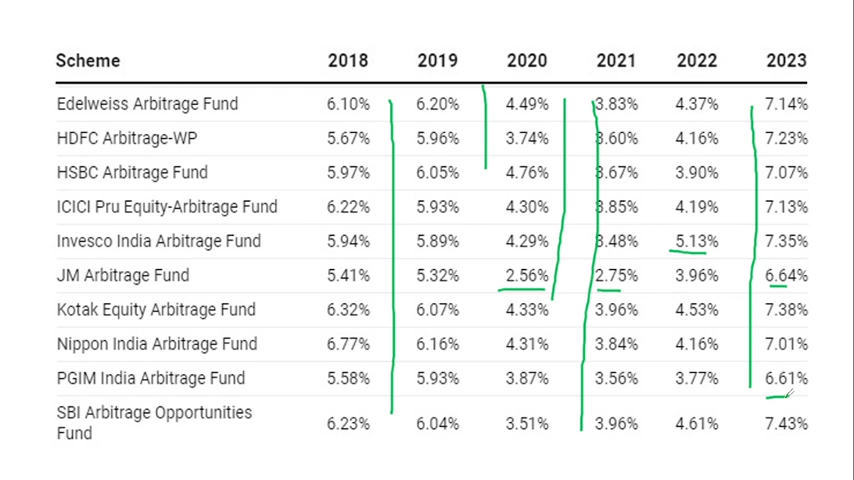 Scheme 2018 2019 2020 2021 2022 2023
Edelweiss Arbitrage Fund 6.10% 6.20% 4.49% 3.83% 4.37% 7.14%
HDFC Arbitrage-WP 5.67% 5.96% 3.74% 3.60% 4.16% 7.23%
HSBC Arbitrage Fund 5.97% 6.05% 4.76% 3.67% 3.90% 7.07%
ICICI Pru Equity-Arbitrage Fund 6.22% 5.93% 4.30% 3.85% 4.19% 7.13%
Invesco India Arbitrage Fund 5.94% 5.89% 4.29% 3.48% 5.13% 7.35%
JM Arbitrage Fund 5.41% 5.32% 2.56% 2.75% 3.96% 6.64%
Kotak Equity Arbitrage Fund 6.32% 6.07% 4.33% 3.96% 4.53% 7.38%
Nippon India Arbitrage Fund 6.77% 6.16% 4.31% 3.84% 4.16% 7.01%
PGIM India Arbitrage Fund 5.58% 5.93% 3.87% 3.56% 3.77% 6.61%
SBI Arbitrage Opportunities
Fund 6.23% 6.04% 3.51% 3.96% 4.61% 7.43%